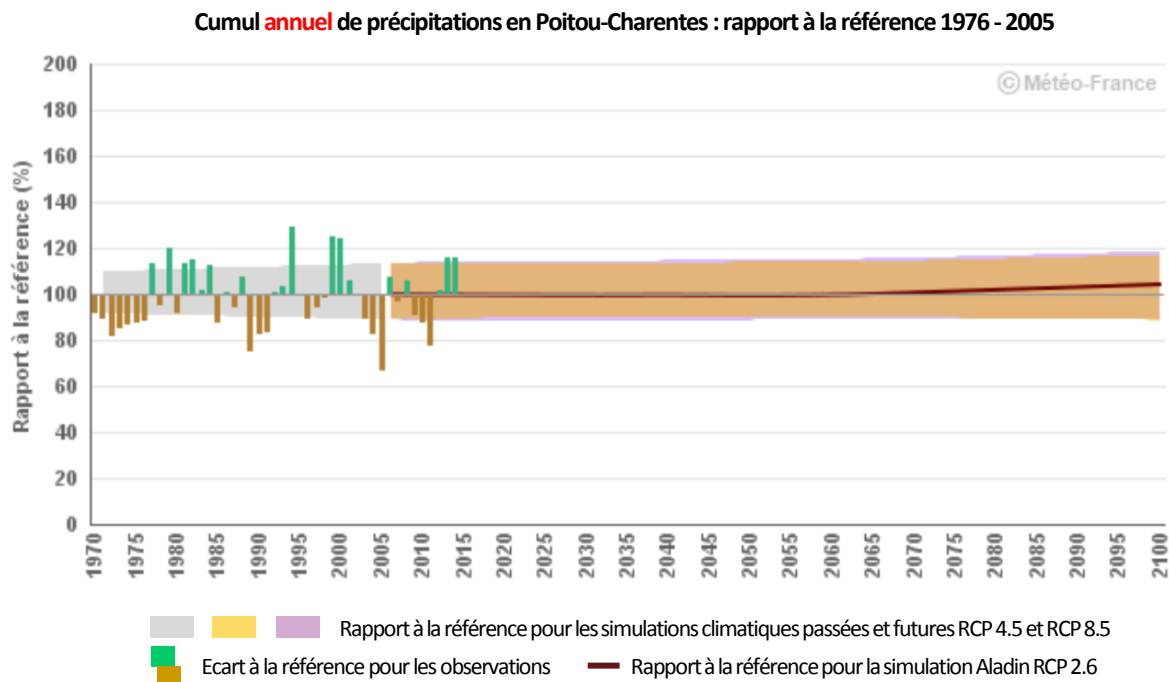 Cumul annuel de précipitations en Poitou-Charentes : rapport à la référence 1976 - 2005
© Météo-France
Rapport à la référence (%)
200
180
160
140
120
100
80
60
40
20
0
1970 1975 1980 1985 1990 1995 2000 2005 2010 2015 2020 2025 2030 2035 2040 2045 2050 2055 2060 2065 2070 2075 2080 2085 2090 2095 2100
Rapport à la référence pour les simulations climatiques passées et futures RCP 4.5 et RCP 8.5
Ecart à la référence pour les observations Rapport à la référence pour la simulation Aladin RCP 2.6